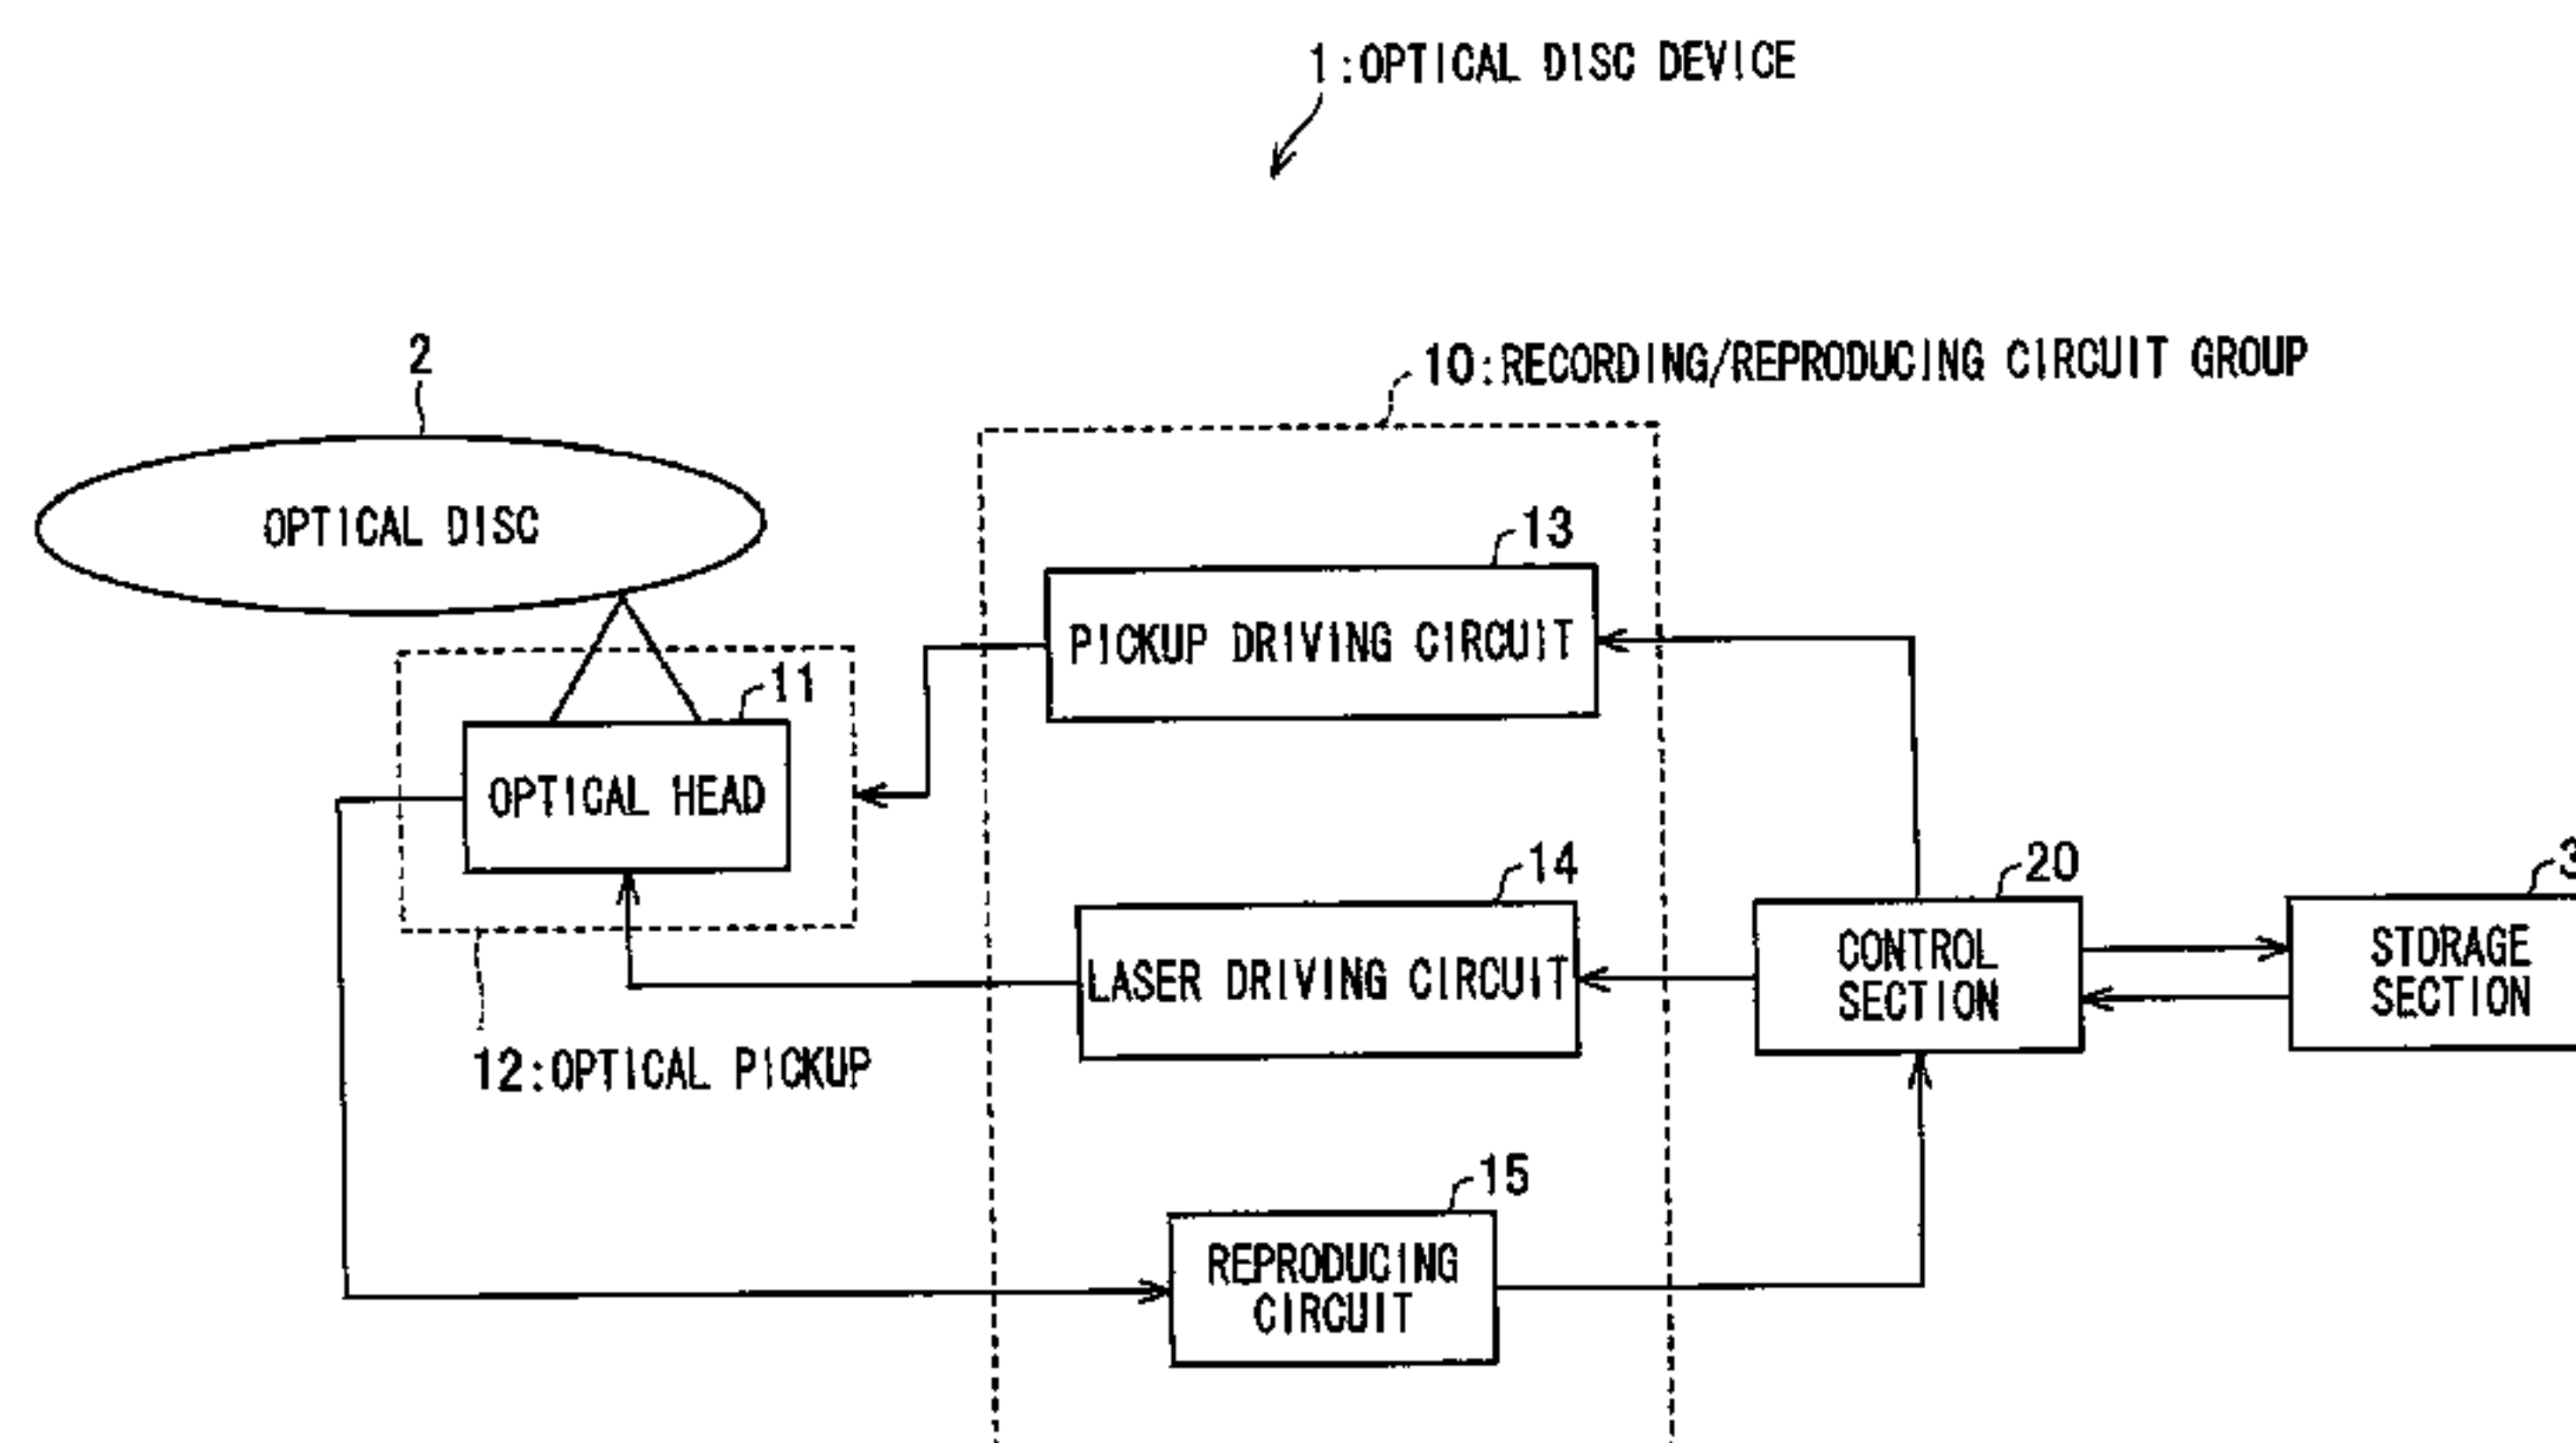 1:OPTICAL DISC DEVICE
10:RECORDING/REPRODUCING CIRCUIT GROUP
2
OPTICAL DISC
13
PICKUP DRIVING CIRCUIT
11
OPTICAL HEAD
14
LASER DRIVING CIRCUIT
20
CONTROL
SECTION
STORAGE
SECTION
12:OPTICAL PICKUP
15
REPRODUCING
CIRCUIT